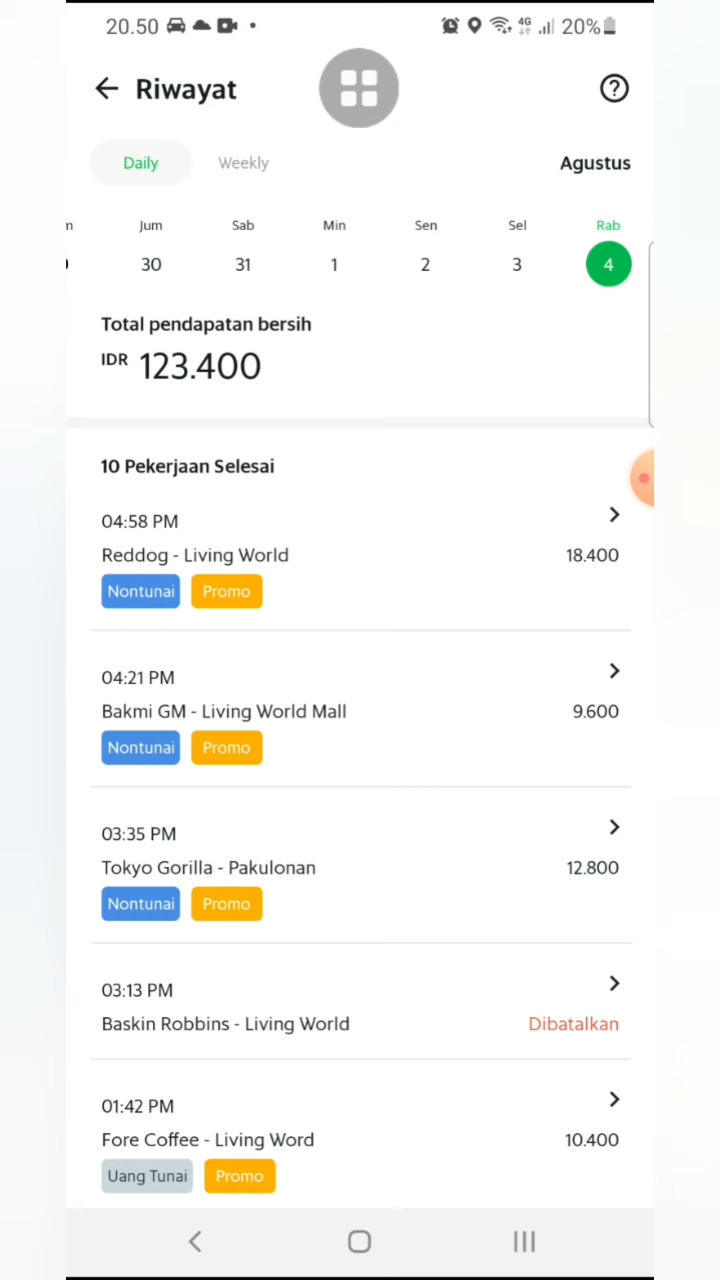 20.50 4G 20%
Riwayat
Daily Weekly Agustus
m Jum Sab Min Sen Sel Rab
30 31 1 2 3 4
Total pendapatan bersih
IDR 123.400
10 Pekerjaan Selesai
04:58 PM
Reddog - Living World 18.400
Nontunai Promo
04:21 PM
Bakmi GM - Living World Mall 9.600
Nontunai Promo
03:35 PM
Tokyo Gorilla - Pakulonan 12.800
Nontunai Promo
03:13 PM
Baskin Robbins - Living World Dibatalkan
01:42 PM
Fore Coffee - Living Word 10.400
Uang Tunai Promo